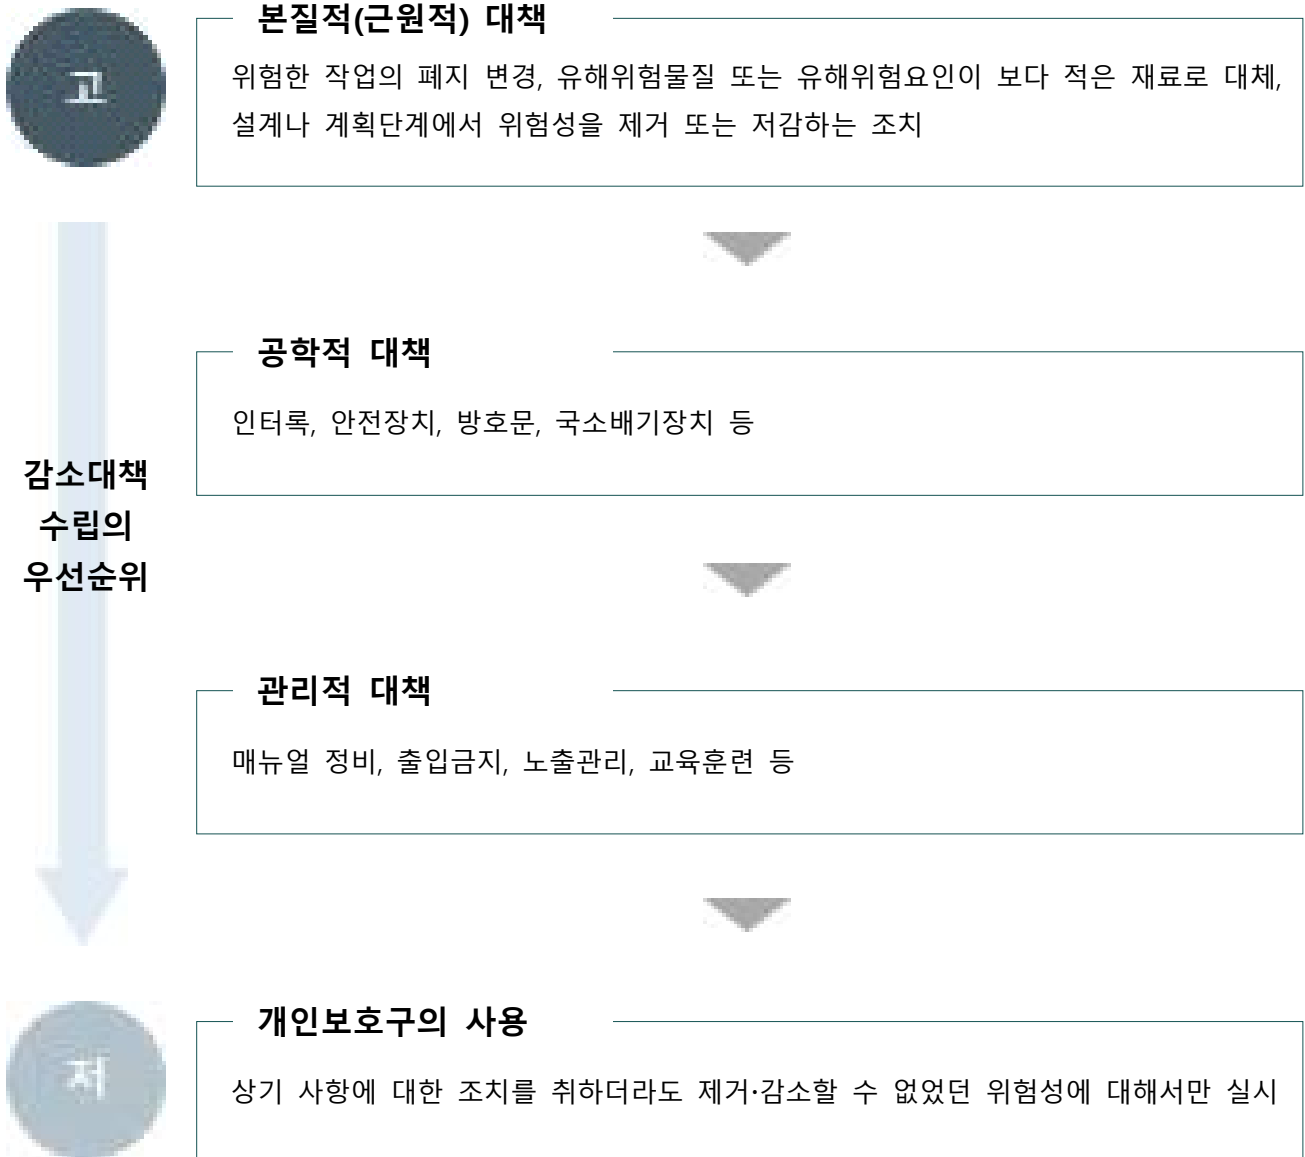 고
본질적(근원적) 대책
위험한 작업의 폐지 변경, 유해위험물질 또는 유해위험요인이 보다 적은 재료로 대체,
설계나 계획단계에서 위험성을 제거 또는 저감하는 조치
공학적 대책
인터록, 안전장치, 방호문, 국소배기장치 등
감소대책
수립의
우선순위
관리적 대책
매뉴얼 정비, 출입금지, 노출관리, 교육훈련 등
저
개인보호구의 사용
상기 사항에 대한 조치를 취하더라도 제거·감소할 수 없었던 위험성에 대해서만 실시